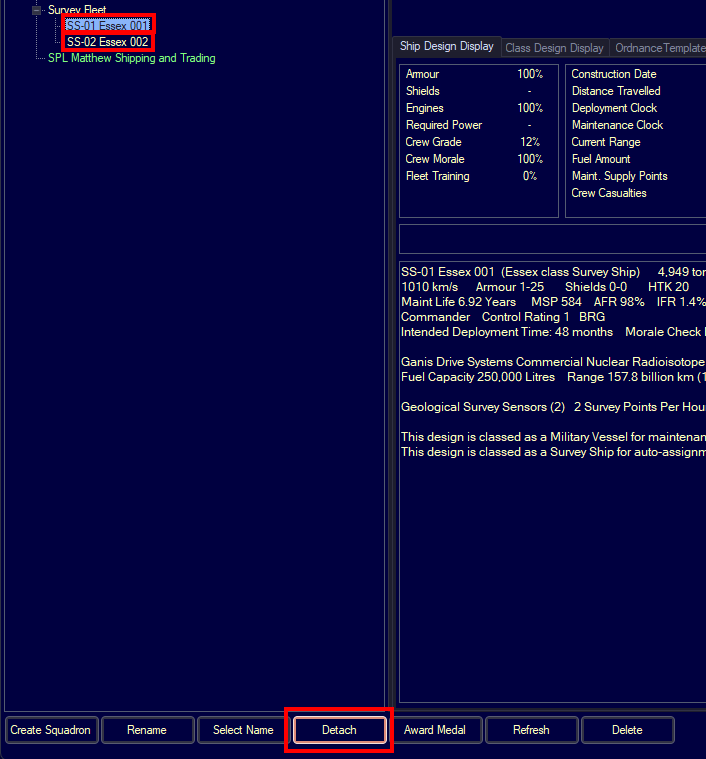 Survey Fleet
SS-01 Essex 001
SS-02 Essex 002
SPL Matthew Shipping and Trading
Ship Design Display
Class Design Display
OrdnanceTemplate
Armour 100%
Shields -
Engines 100%
Required Power -
Crew Grade 12%
Crew Morale 100%
Fleet Training 0%
Construction Date
Distance Travelled
Deployment Clock
Maintenance Clock
Current Range
Fuel Amount
Maint. Supply Points
Crew Casualties
SS-01 Essex 001 (Essex class Survey Ship) 4,949 ton
1010 km/s Armour 1-25 Shields 0-0 HTK 20
Maint Life 6.92 Years MSP 584 AFR 98% IFR 1.4%
Commander Control Rating 1 BRG
Intended Deployment Time: 48 months Morale Check
Ganis Drive Systems Commercial Nuclear Radioisotope
Fuel Capacity 250,000 Litres Range 157.8 billion km (1
Geological Survey Sensors (2) 2 Survey Points Per Hou
This design is classed as a Military Vessel for maintenan
This design is classed as a Survey Ship for auto-assignm
Create Squadron
Rename
Select Name
Detach
Award Medal
Refresh
Delete